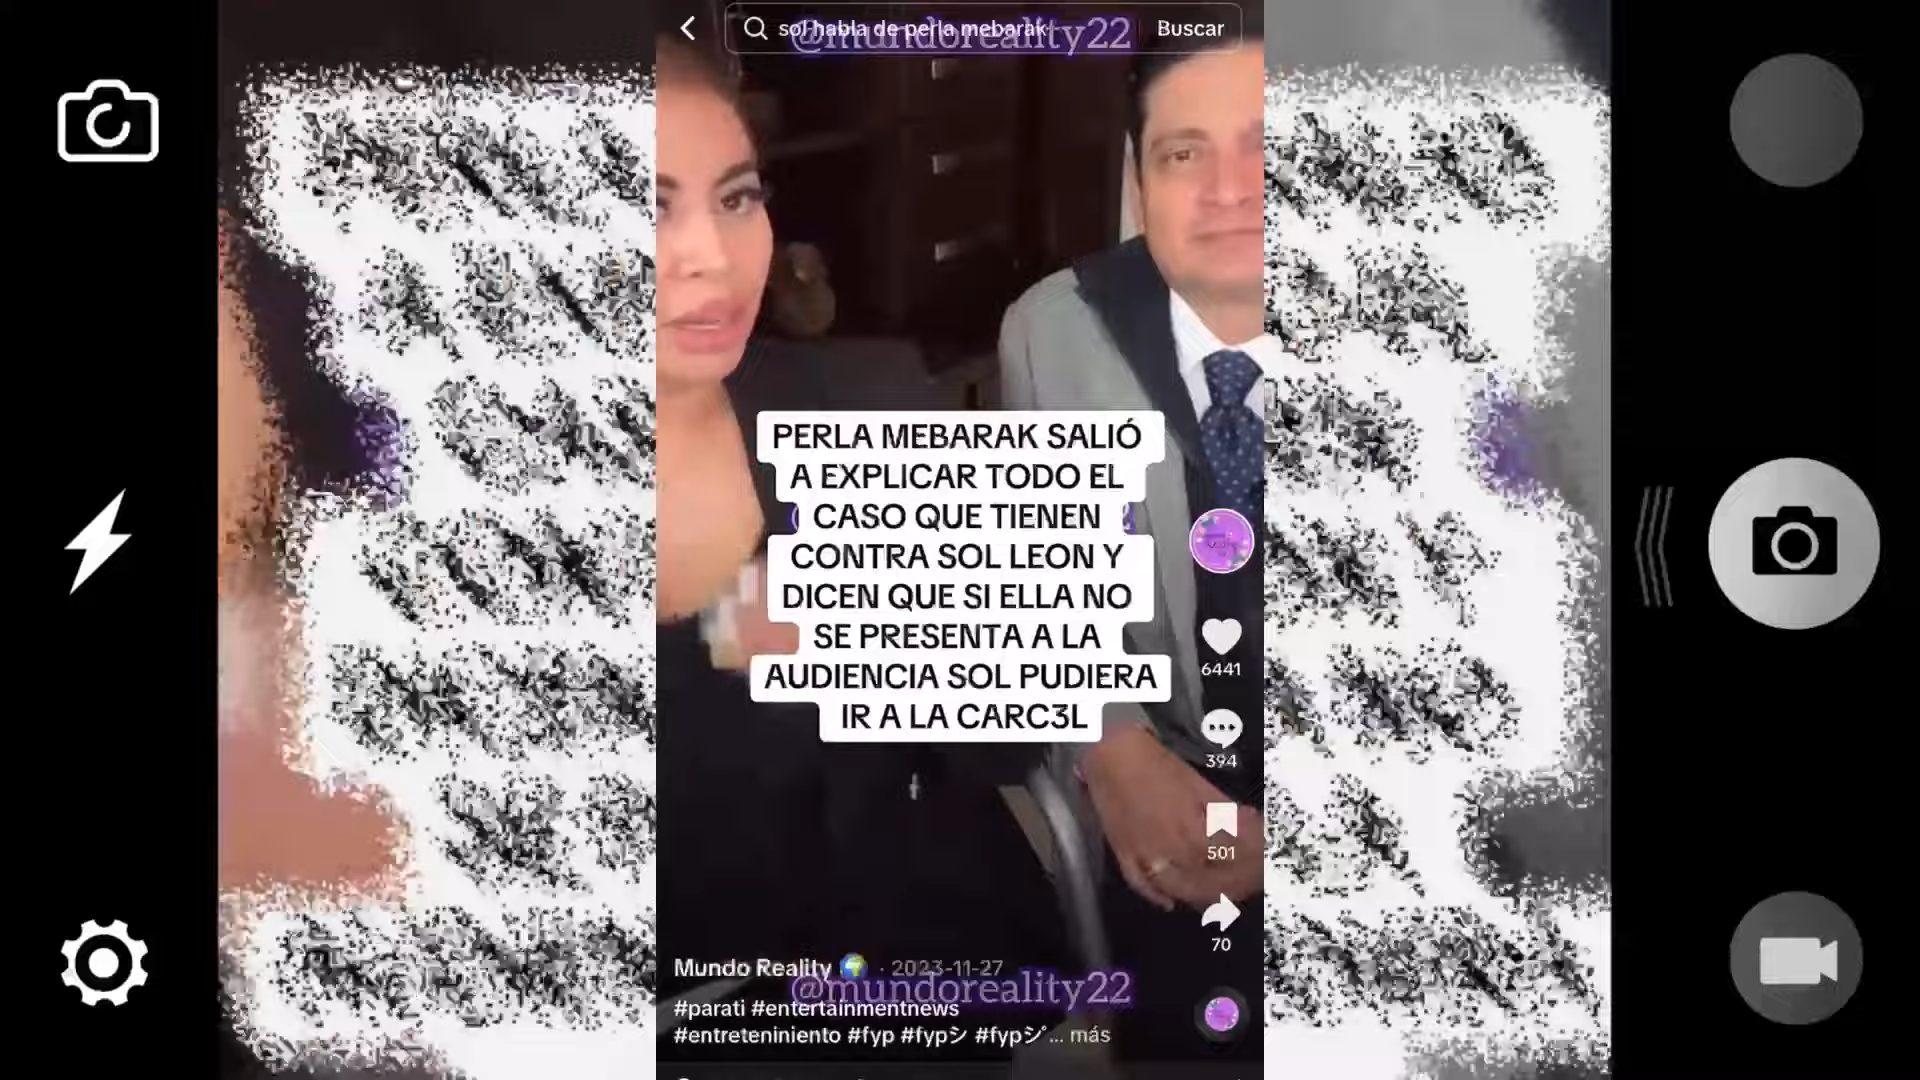 sol habla de perla mebarak
Buscar
@mundoreality22
PERLA MEBARAK SALIÓ
A EXPLICAR TODO EL
CASO QUE TIENEN
CONTRA SOL LEON Y
DICEN QUE SI ELLA NO
SE PRESENTA A LA
AUDIENCIA SOL PUDIERA
IR A LA CARC3L
6441
394
501
70
Mundo Reality 🌍 · 2023-11-27
@mundoreality22
#parati #entertainmentnews
#entreteniniento #fyp #fypシ #fypシ゚ ... más